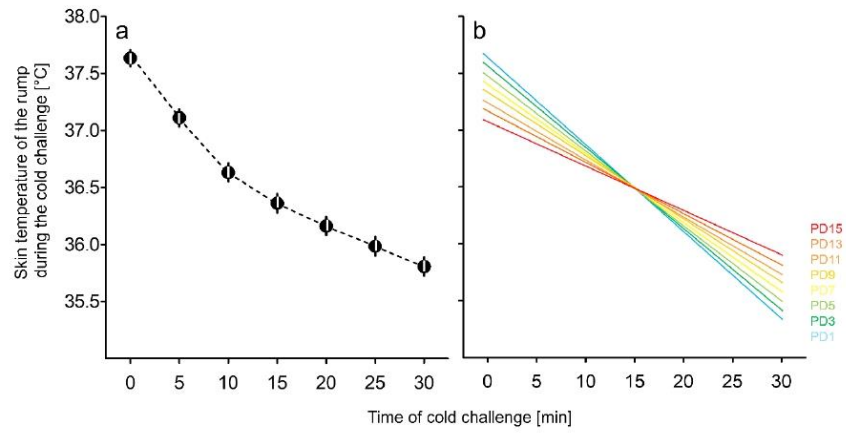 a
b
Skin temperature of the rump
during the cold challenge [°C]
38.0
37.5
37.0
36.5
36.0
35.5
0 5 10 15 20 25 30
0 5 10 15 20 25 30
PD15
PD13
PD11
PD9
PD7
PD5
PD3
PD1
Time of cold challenge [min]